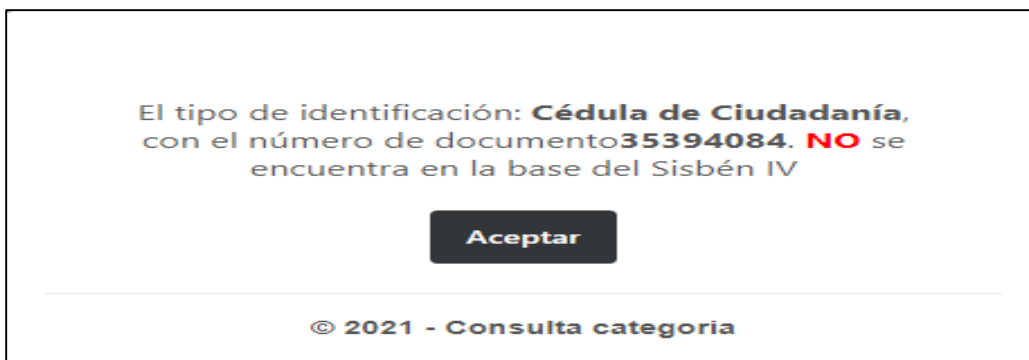 El tipo de identificación: Cédula de Ciudadanía,
con el número de documento35394084. NO se
encuentra en la base del Sisbén IV
Aceptar
© 2021 - Consulta categoria